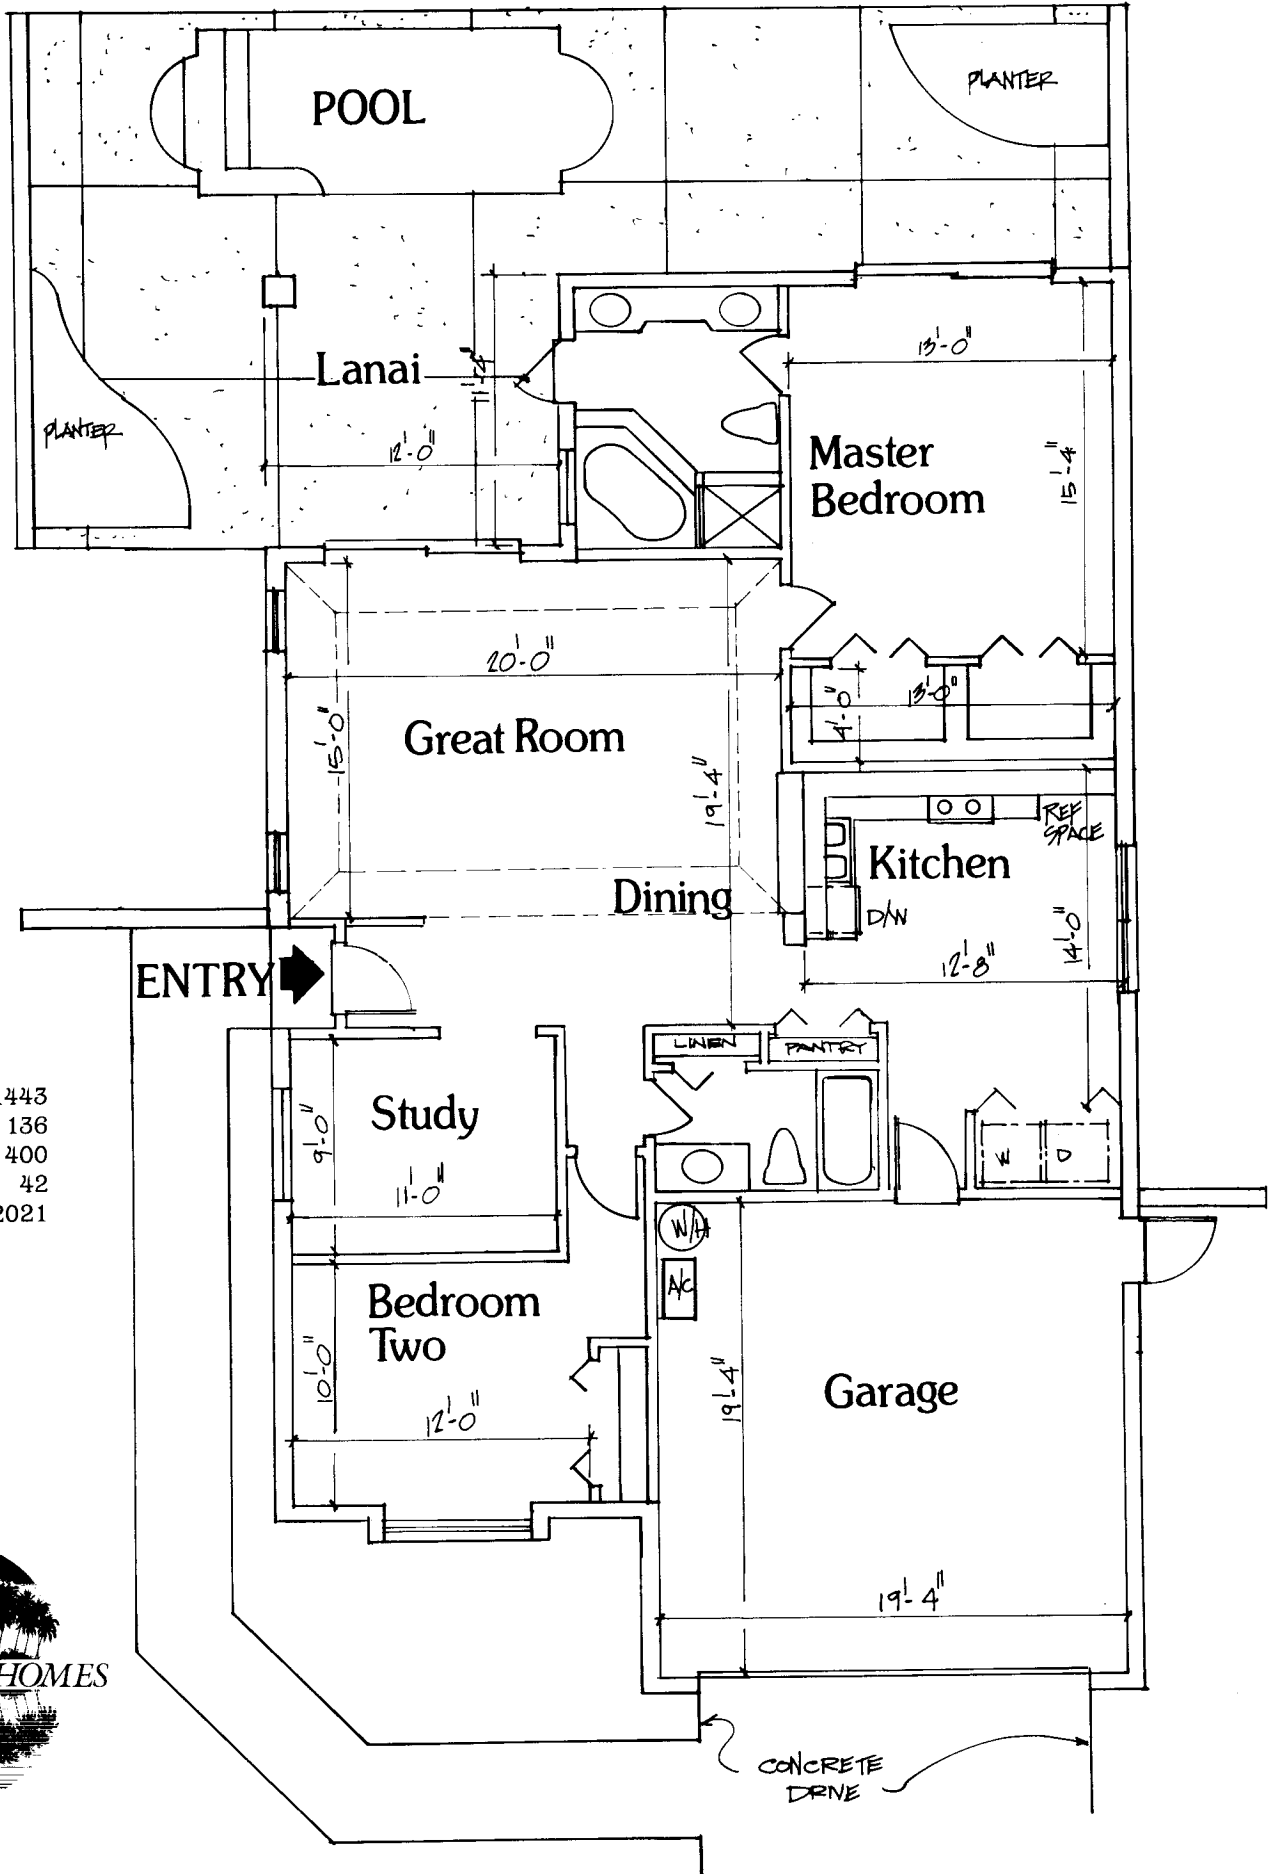 POOL
PLANTER
Lanai
11'-4"
13'-0"
PLANTER
12'-0"
Master
Bedroom
15'-4"
20'-0"
15'-0"
Great Room
19'-4"
4'-0"
13'-0"
REF
SPACE
Kitchen
Dining
D/W
14'-0"
12'-8"
ENTRY
LINEN
PANTRY
443
136
400
42
2021
Study
9'-0"
11'-0"
W
D
W/H
A/C
Bedroom
Two
10'-0"
12'-0"
19'-4"
Garage
19'-4"
HOMES
CONCRETE
DRIVE